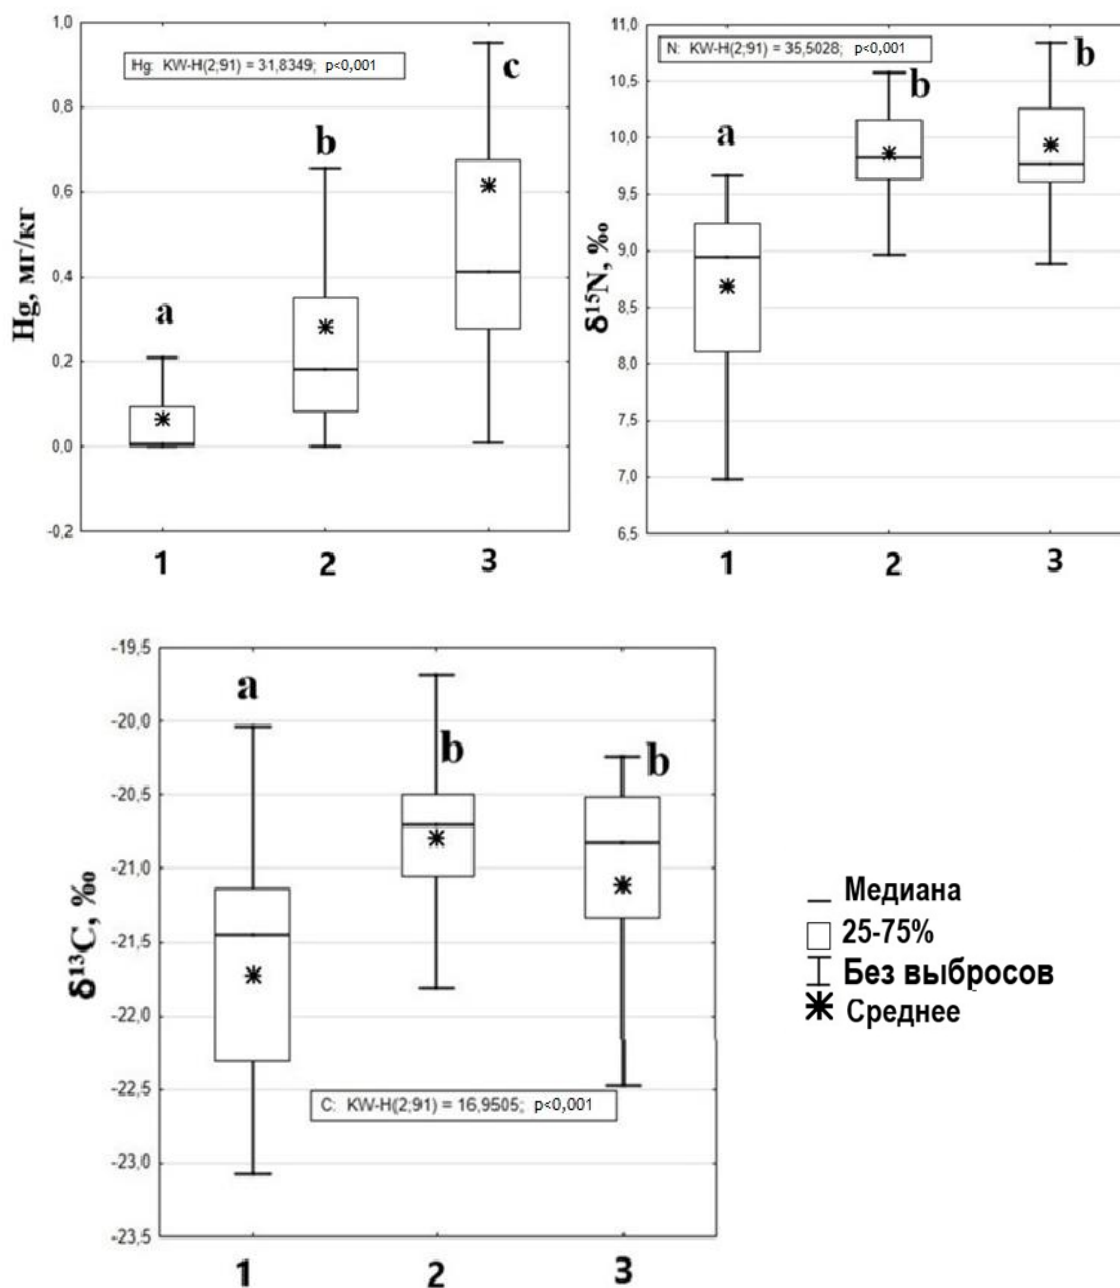 Hg: KW-H(2;91) = 31,8349; p<0,001
Hg, мг/кг
1,0
0,8
0,6
0,4
0,2
0,0
-0,2
a
b
c
1 2 3
N: KW-H(2;91) = 35,5028; p<0,001
δ15N, ‰
11,0
10,5
10,0
9,5
9,0
8,5
8,0
7,5
7,0
6,5
a
b
b
1 2 3
δ13C, ‰
-19,5
-20,0
-20,5
-21,0
-21,5
-22,0
-22,5
-23,0
-23,5
a
b
b
C: KW-H(2;91) = 16,9505; p<0,001
1 2 3
Медиана
25-75%
Без выбросов
Среднее